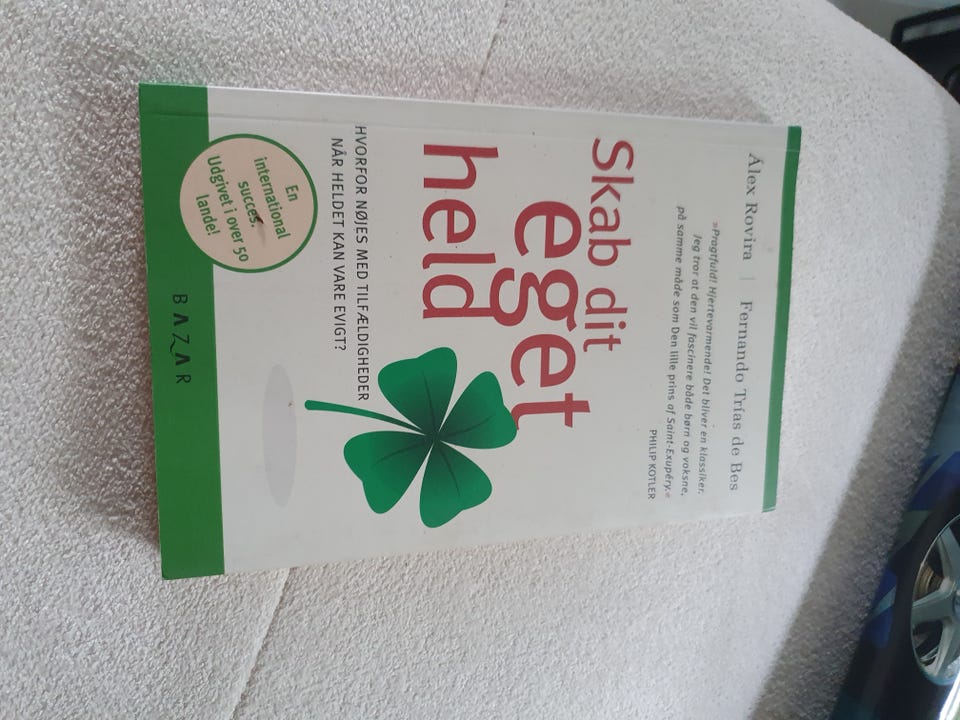 Álex Rovira | Fernando Trías de Bes
»Pragtfuld! Hjertevarmende! Det bliver en klassiker.
Jeg tror at den vil fascinere både børn og voksne,
på samme måde som Den lille prins af Saint-Exupéry.«
PHILIP KOTLER
Skab dit
eget
held
HVORFOR NØJES MED TILFÆLDIGHEDER
NÅR HELDET KAN VARE EVIGT?
En
international
succes.
Udgivet i over 50
lande!
BAZAR